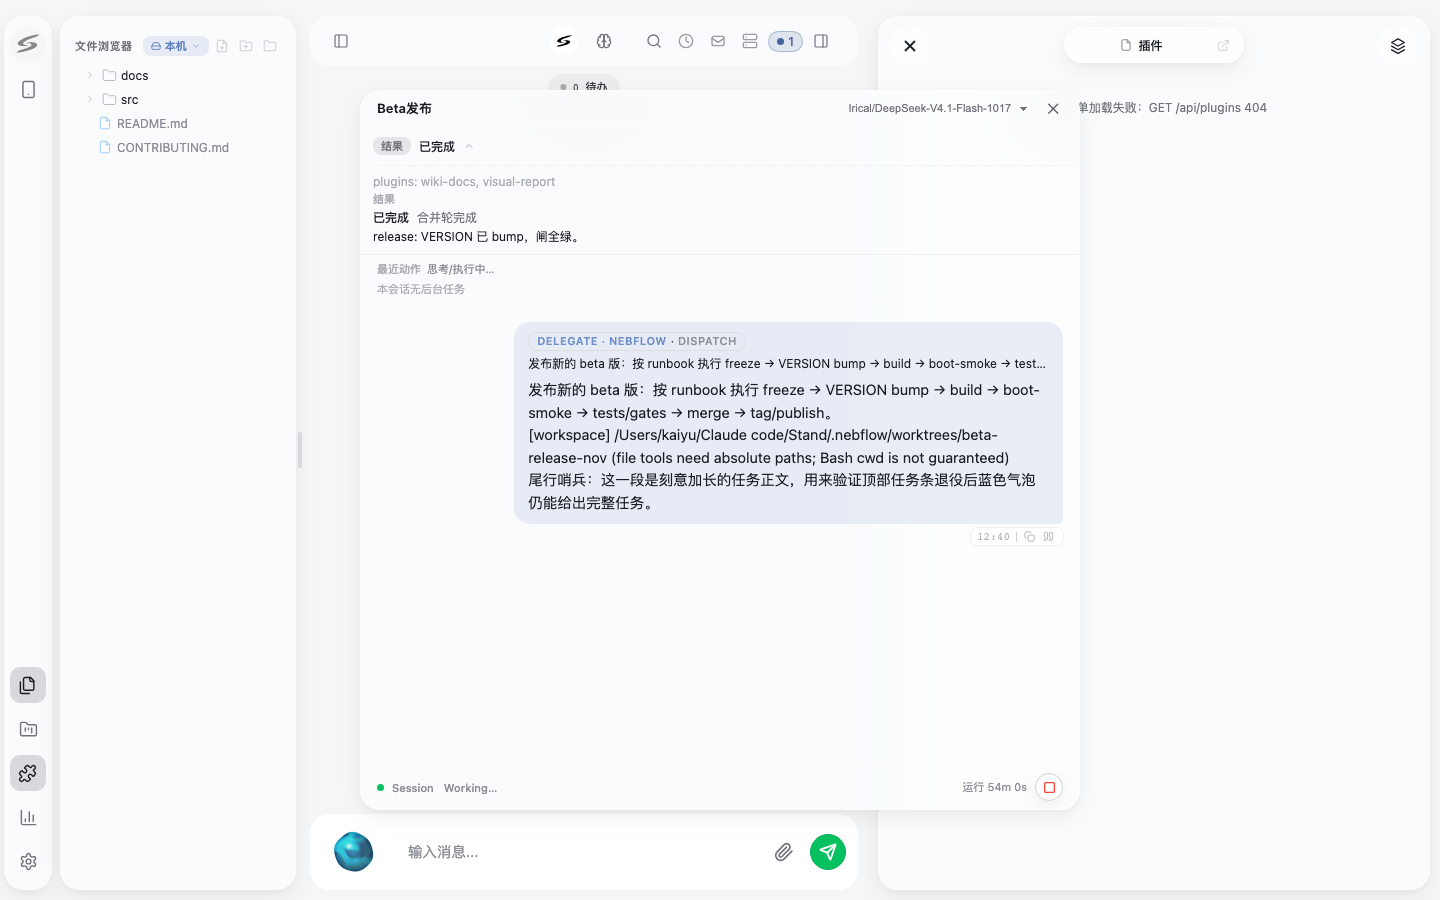 文件浏览器
本机
docs
src
README.md
CONTRIBUTING.md
1
0 待办
插件
单加载失败：GET /api/plugins 404
Beta发布
lrical/DeepSeek-V4.1-Flash-1017
结果 已完成
plugins: wiki-docs, visual-report
结果
已完成 合并轮完成
release: VERSION 已 bump，闸全绿。
最近动作 思考/执行中...
本会话无后台任务
DELEGATE · NEBFLOW · DISPATCH
发布新的 beta 版：按 runbook 执行 freeze → VERSION bump → build → boot-smoke → test...
发布新的 beta 版：按 runbook 执行 freeze → VERSION bump → build → boot-
smoke → tests/gates → merge → tag/publish。
[workspace] /Users/kaiyu/Claude code/Stand/.nebflow/worktrees/beta-
release-nov (file tools need absolute paths; Bash cwd is not guaranteed)
尾行哨兵：这一段是刻意加长的任务正文，用来验证顶部任务条退役后蓝色气泡
仍能给出完整任务。
12:40
Session Working...
运行 54m 0s
输入消息...